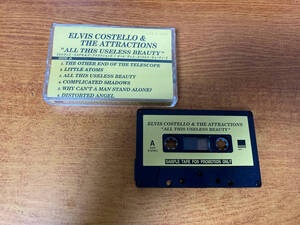 ELVIS COSTELLO &
THE ATTRACTIONS
"ALL THIS USELESS BEAUTY"
SIDE A
1. THE OTHER END OF THE TELESCOPE
2. LITTLE ATOMS
3. ALL THIS USELESS BEAUTY
4. COMPLICATED SHADOWS
5. WHY CAN'T A MAN STAND ALONE?
6. DISTORTED ANGEL
ELVIS COSTELLO & THE ATTRACTIONS
"ALL THIS USELESS BEAUTY"
A
SAMPLE TAPE FOR PROMOTION ONLY